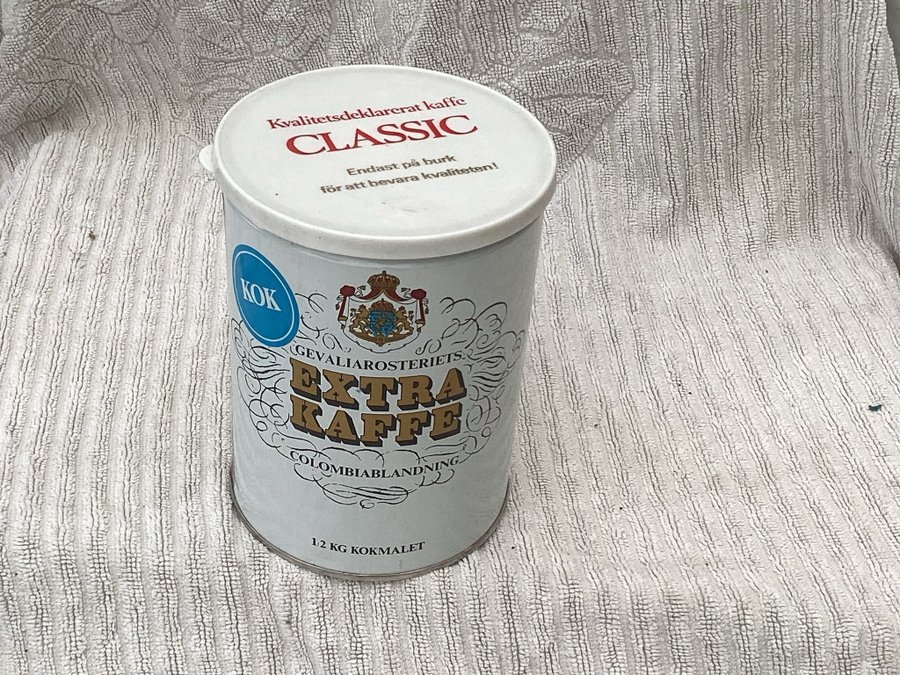 Kvalitetsdeklarerat kaffe
CLASSIC
Endast på burk
för att bevara kvaliteten!
KOK
GEVALIAROSTERIETS
EXTRA
KAFFE
COLOMBIABLANDNING
1/2 KG KOKMALET